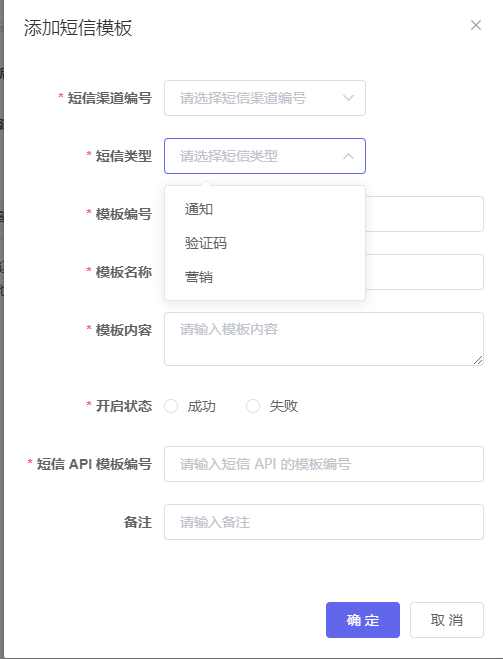 添加短信模板
* 短信渠道编号 请选择短信渠道编号
* 短信类型 请选择短信类型
通知
* 模板编号
验证码
* 模板名称
营销
* 模板内容 请输入模板内容
* 开启状态 成功 失败
* 短信 API 模板编号 请输入短信 API 的模板编号
备注 请输入备注
确 定 取 消